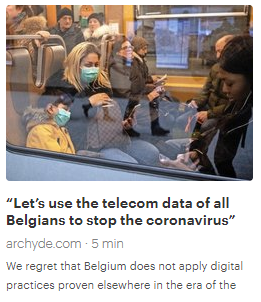 “Let’s use the telecom data of all
Belgians to stop the coronavirus”
archyde.com · 5 min
We regret that Belgium does not apply digital
practices proven elsewhere in the era of the